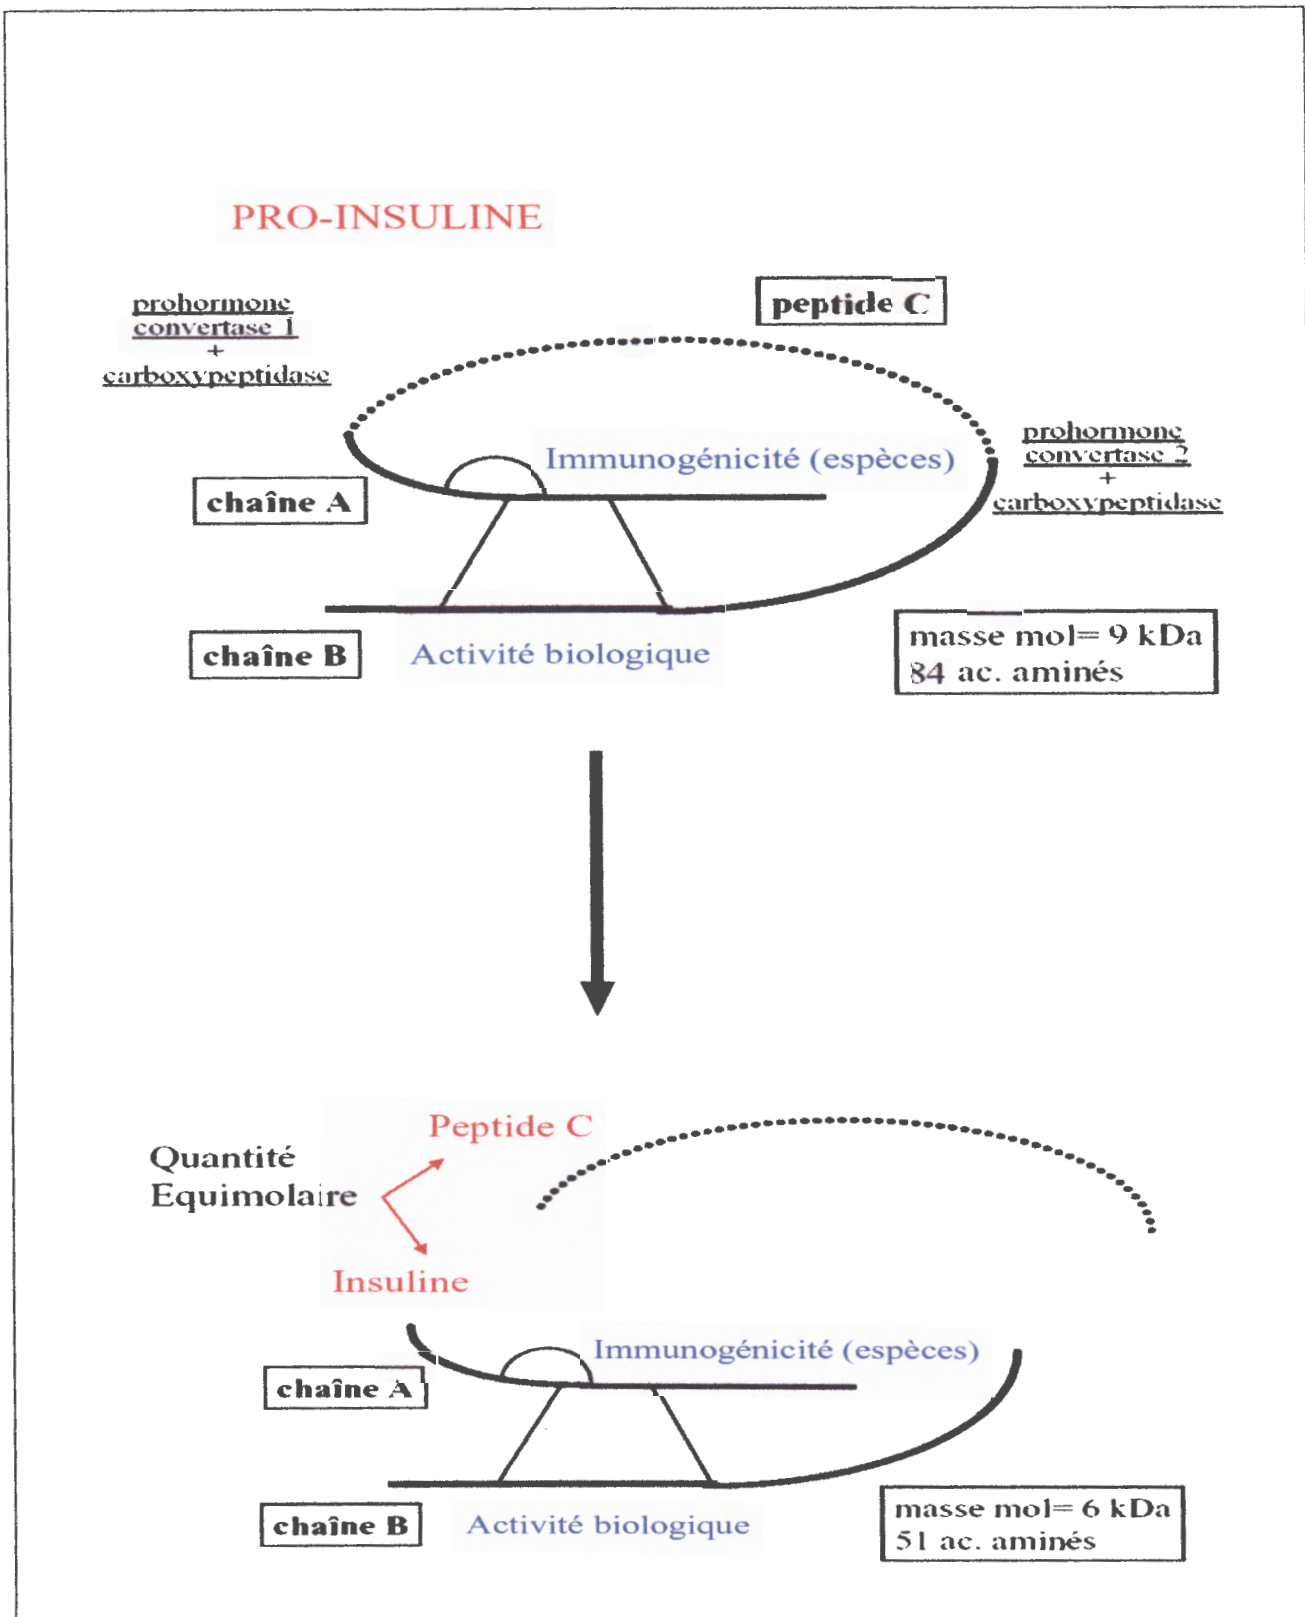 PRO-INSULINE
prohormone
convertase 1
+
carboxypeptidase
peptide C
Immunogénicité (espèces)
prohormone
convertase 2
+
carboxypeptidase
chaîne A
chaîne B
Activité biologique
masse mol= 9 kDa
84 ac. aminés
Peptide C
Quantité
Equimolaire
Insuline
Immunogénicité (espèces)
chaîne A
chaîne B
Activité biologique
masse mol= 6 kDa
51 ac. aminés